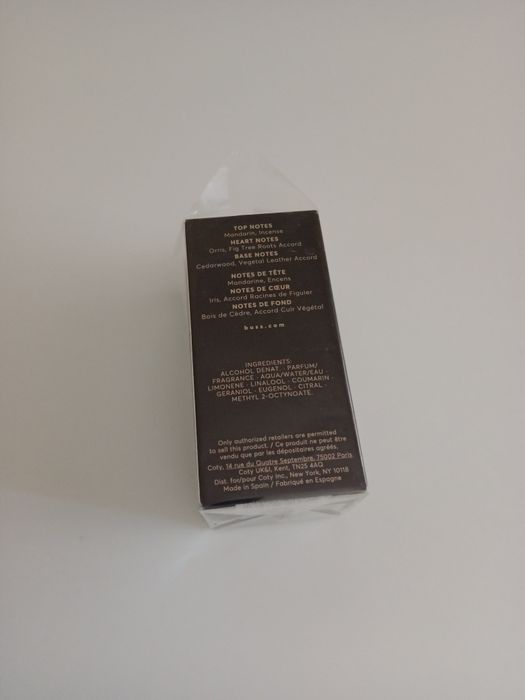 TOP NOTES
Mandarin, Incense
HEART NOTES
Orris, Fig Tree Roots Accord
BASE NOTES
Cedarwood, Vegetal Leather Accord
NOTES DE TÊTE
Mandarine, Encens
NOTES DE CŒUR
Iris, Accord Racines de Figuier
NOTES DE FOND
Bois de Cèdre, Accord Cuir Végétal
boss.com
INGREDIENTS:
ALCOHOL DENAT. · PARFUM/
FRAGRANCE · AQUA/WATER/EAU ·
LIMONENE · LINALOOL · COUMARIN ·
GERANIOL · EUGENOL · CITRAL ·
METHYL 2-OCTYNOATE.
Only authorized retailers are permitted
to sell this product. / Ce produit ne peut être
vendu que par les dépositaires agréés.
Coty, 14 rue du Quatre Septembre, 75002 Paris
Coty UK&I, Kent, TN25 4AQ
Dist. for/pour Coty Inc., New York, NY 10118
Made in Spain / Fabriqué en Espagne